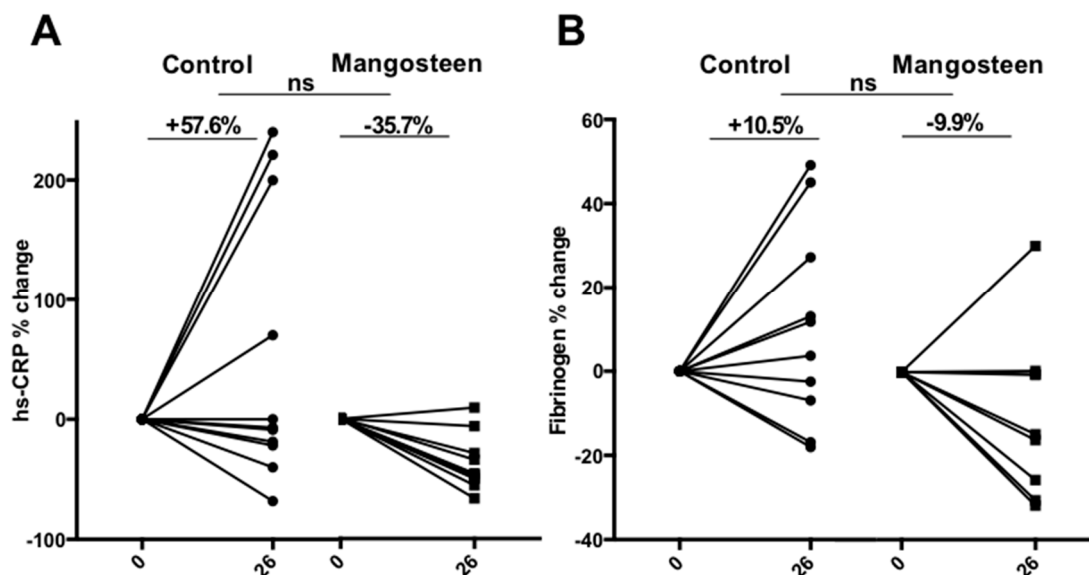 A
Control
Mangosteen
ns
+57.6%
-35.7%
hs-CRP % change
200
100
0
-100
0
26
0
26
B
Control
Mangosteen
ns
+10.5%
-9.9%
Fibrinogen % change
60
40
20
0
-20
-40
0
26
0
26